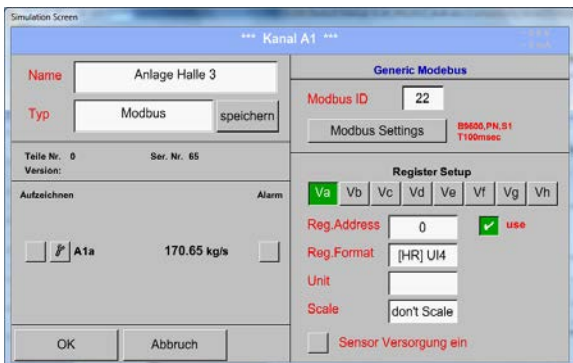 Simulation Screen
*** Kanal A1 ***
Name
Anlage Halle 3
Typ
Modbus
speichern
Teile Nr. 0
Ser. Nr. 65
Version:
Aufzeichnen
Alarm
A1a
170.65 kg/s
OK
Abbruch
Generic Modebus
Modbus ID
22
Modbus Settings
B9600,PN,S1
T100msec
Register Setup
Va Vb Vc Vd Ve Vf Vg Vh
Reg.Address
0
use
Reg.Format
[HR] UI4
Unit
Scale
don't Scale
Sensor Versorgung ein